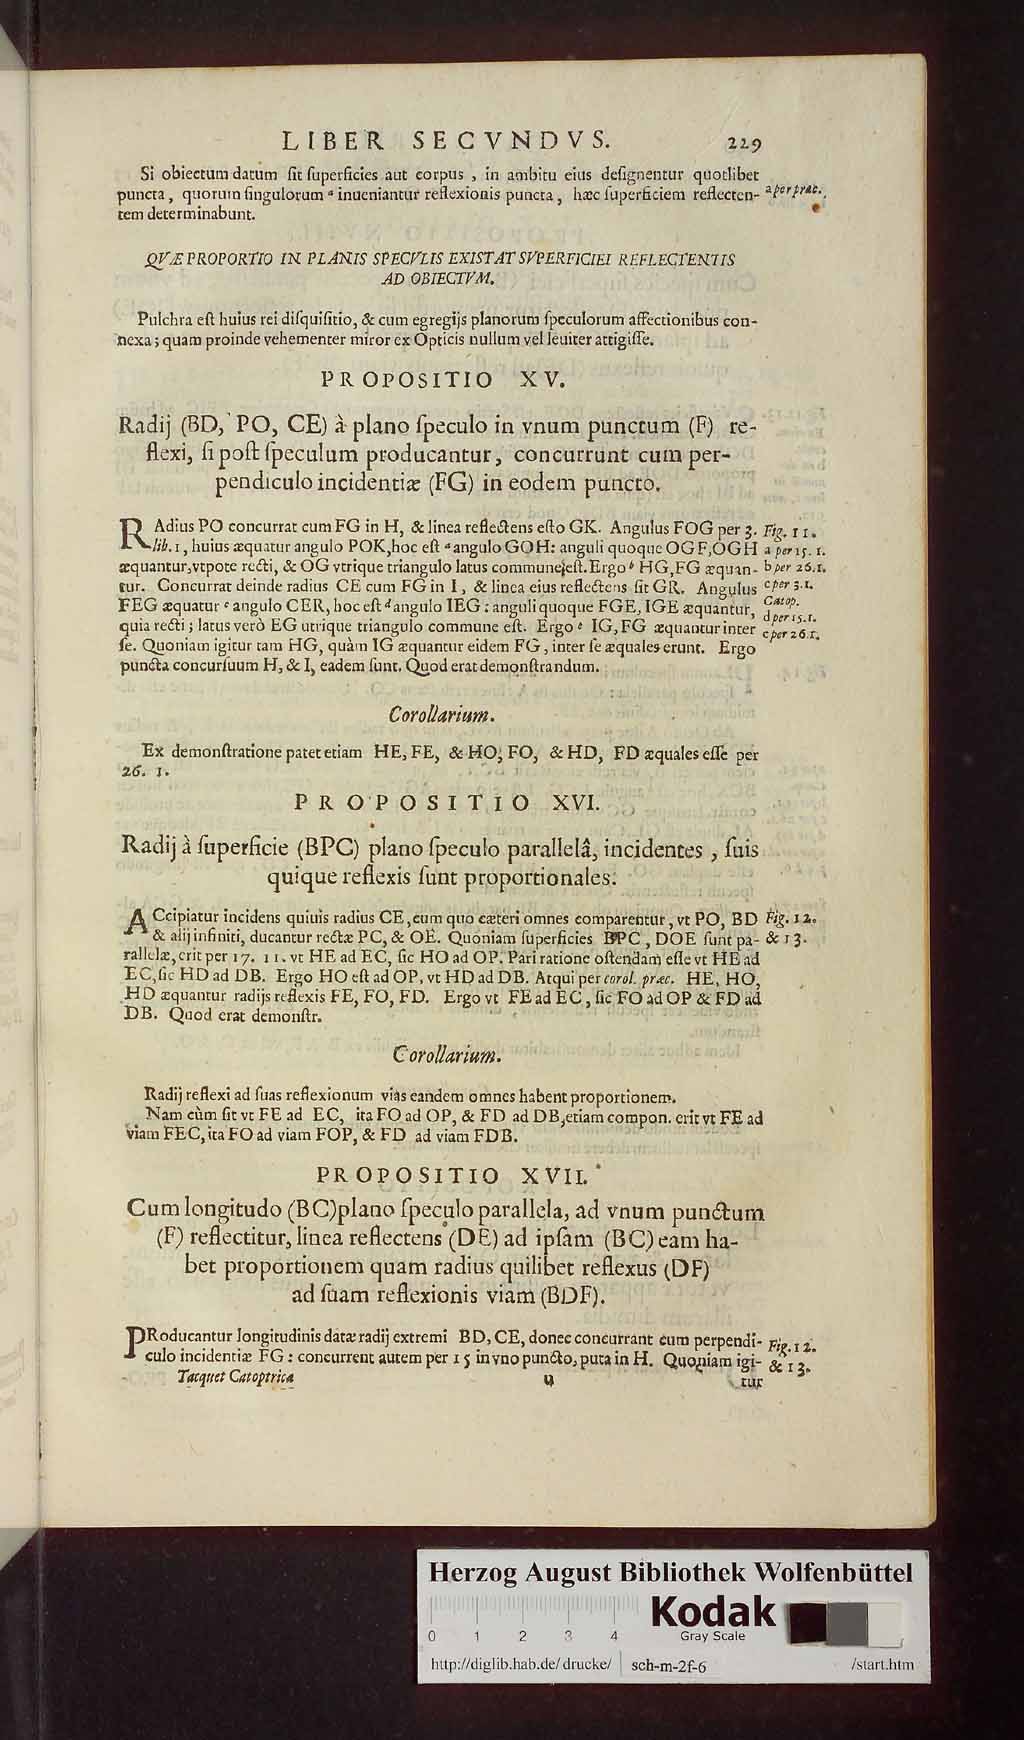 LIBER SECVNDVS. 229
Si obiectum datum ſit ſuperficies aut corpus , in ambitu eius deſignentur quotlibet
puncta, quorum ſingulorum a inueniantur reflexionis puncta, hæc ſuperficiem reflecten- a per præc.
tem determinabunt.
QVÆ PROPORTIO IN PLANIS SPECVLIS EXISTAT SVPERFICIEI REFLECTENTIS
AD OBIECTVM.
Pulchra eſt huius rei diſquiſitio, & cum egregijs planorum ſpeculorum affectionibus con-
nexa; quam proinde vehementer miror ex Opticis nullum vel leuiter attigiſſe.
PROPOSITIO XV.
Radij (BD, PO, CE) à plano ſpeculo in vnum punctum (F) re-
flexi, ſi poſt ſpeculum producantur, concurrunt cum per-
pendiculo incidentiæ (FG) in eodem puncto.
RAdius PO concurrat cum FG in H, & linea reflectens eſto GK. Angulus FOG per 3. Fig. 11.
lib. 1, huius æquatur angulo POK, hoc eſt a angulo GOH: anguli quoque OGF, OGH a per 15. 1.
æquantur, vtpote recti, & OG vtrique triangulo latus commune eſt. Ergo b HG, FG æquan- b per 26. 1.
tur. Concurrat deinde radius CE cum FG in I, & linea eius reflectens ſit GR. Angulus c per 3. 1.
FEG æquatur c angulo CER, hoc eſt d angulo IEG: anguli quoque FGE, IGE æquantur, Catop.
quia recti; latus verò EG utrique triangulo commune eſt. Ergo e IG, FG æquantur inter d per 15. 1.
ſe. Quoniam igitur tam HG, quàm IG æquantur eidem FG, inter ſe æquales erunt. Ergo e per 26. 1.
puncta concurſuum H, & I, eadem ſunt. Quod erat demonſtrandum.
Corollarium.
Ex demonſtratione patet etiam HE, FE, & HO, FO, & HD, FD æquales eſſe per
26. 1.
PROPOSITIO XVI.
Radij à ſuperficie (BPC) plano ſpeculo parallelâ, incidentes, ſuis
quique reflexis ſunt proportionales.
ACcipiatur incidens quiuis radius CE, cum quo cæteri omnes comparentur, vt PO, BD Fig. 12.
& alij infiniti, ducantur rectæ PC, & OE. Quoniam ſuperficies BPC, DOE ſunt pa- & 13.
rallelæ, erit per 17. 11. vt HE ad EC, ſic HO ad OP. Pari ratione oſtendam eſſe vt HE ad
EC, ſic HD ad DB. Ergo HO eſt ad OP, vt HD ad DB. Atqui per corol. præc. HE, HO,
HD æquantur radijs reflexis FE, FO, FD. Ergo vt FE ad EC, ſic FO ad OP & FD ad
DB. Quod erat demonſtr.
Corollarium.
Radij reflexi ad ſuas reflexionum vias eandem omnes habent proportionem.
Nam cùm ſit vt FE ad EC, ita FO ad OP, & FD ad DB, etiam compon. erit vt FE ad
viam FEC, ita FO ad viam FOP, & FD ad viam FDB.
PROPOSITIO XVII.
Cum longitudo (BC) plano ſpeculo parallela, ad vnum punctum
(F) reflectitur, linea reflectens (DE) ad ipſam (BC) eam ha-
bet proportionem quam radius quilibet reflexus (DF)
ad ſuam reflexionis viam (BDF).
PRoducantur longitudinis datæ radij extremi BD, CE, donec concurrant cum perpendi- Fig. 12.
culo incidentiæ FG: concurrent autem per 15 in vno puncto, puta in H. Quoniam igi- & 13.
Tacquet Catoptrica u tur
Herzog August Bibliothek Wolfenbüttel
0 1 2 3 4 Kodak
Gray Scale
http://diglib.hab.de/drucke/ sch-m-2f-6 /start.htm